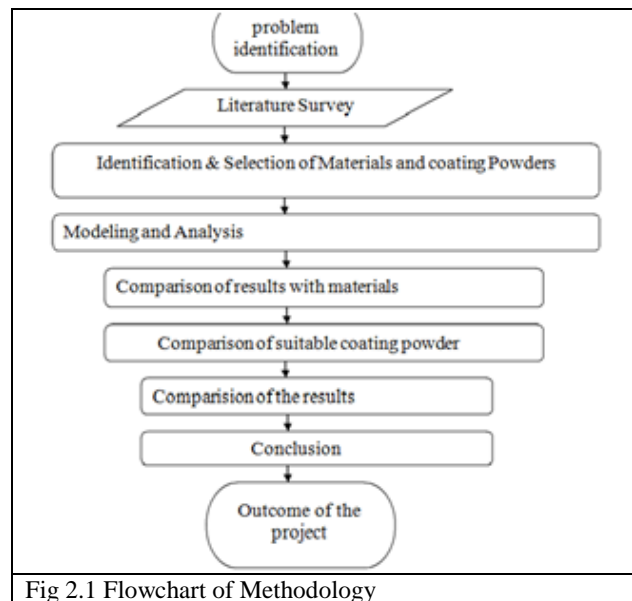 problem
identification
Literature Survey
Identification & Selection of Materials and coating Powders
Modeling and Analysis
Comparison of results with materials
Comparison of suitable coating powder
Comparision of the results
Conclusion
Outcome of the
project
Fig 2.1 Flowchart of Methodology